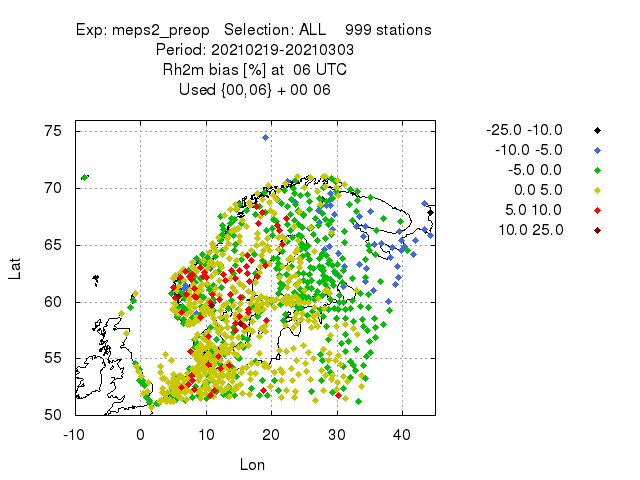 Exp: meps2_preop   Selection: ALL    999 stations
Period: 20210219-20210303
Rh2m bias [%] at  06 UTC
Used {00,06} + 00 06
75
70
65
60
55
50
-10 0 10 20 30 40
Lat
Lon
-25.0 -10.0
-10.0 -5.0
-5.0 0.0
0.0 5.0
5.0 10.0
10.0 25.0